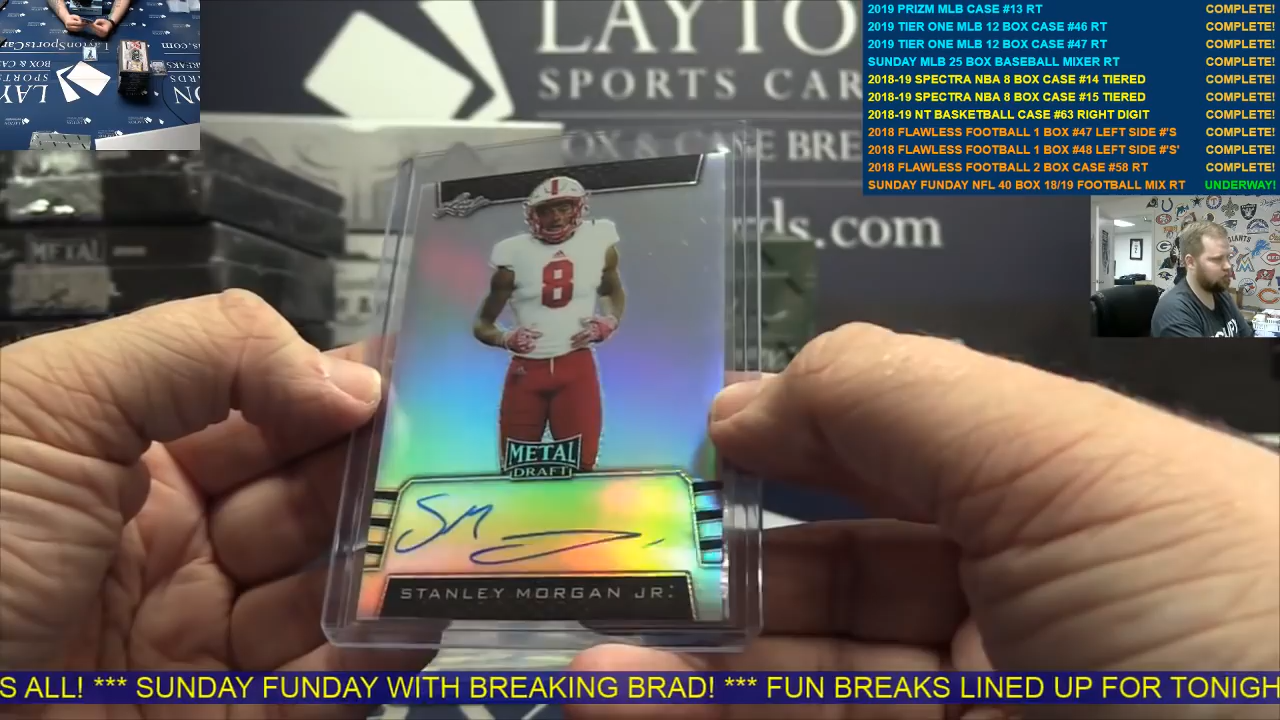 LAYTO
SPORTS CAR
BOX & CASE BRE
rds.com
2019 PRIZM MLB CASE #13 RT COMPLETE!
2019 TIER ONE MLB 12 BOX CASE #46 RT COMPLETE!
2019 TIER ONE MLB 12 BOX CASE #47 RT COMPLETE!
SUNDAY MLB 25 BOX BASEBALL MIXER RT COMPLETE!
2018-19 SPECTRA NBA 8 BOX CASE #14 TIERED COMPLETE!
2018-19 SPECTRA NBA 8 BOX CASE #15 TIERED COMPLETE!
2018-19 NT BASKETBALL CASE #63 RIGHT DIGIT COMPLETE!
2018 FLAWLESS FOOTBALL 1 BOX #47 LEFT SIDE #'S COMPLETE!
2018 FLAWLESS FOOTBALL 1 BOX #48 LEFT SIDE #'S' COMPLETE!
2018 FLAWLESS FOOTBALL 2 BOX CASE #58 RT COMPLETE!
SUNDAY FUNDAY NFL 40 BOX 18/19 FOOTBALL MIX RT UNDERWAY!
8
METAL
DRAFT
SM
STANLEY MORGAN JR.
S ALL! *** SUNDAY FUNDAY WITH BREAKING BRAD! *** FUN BREAKS LINED UP FOR TONIGH